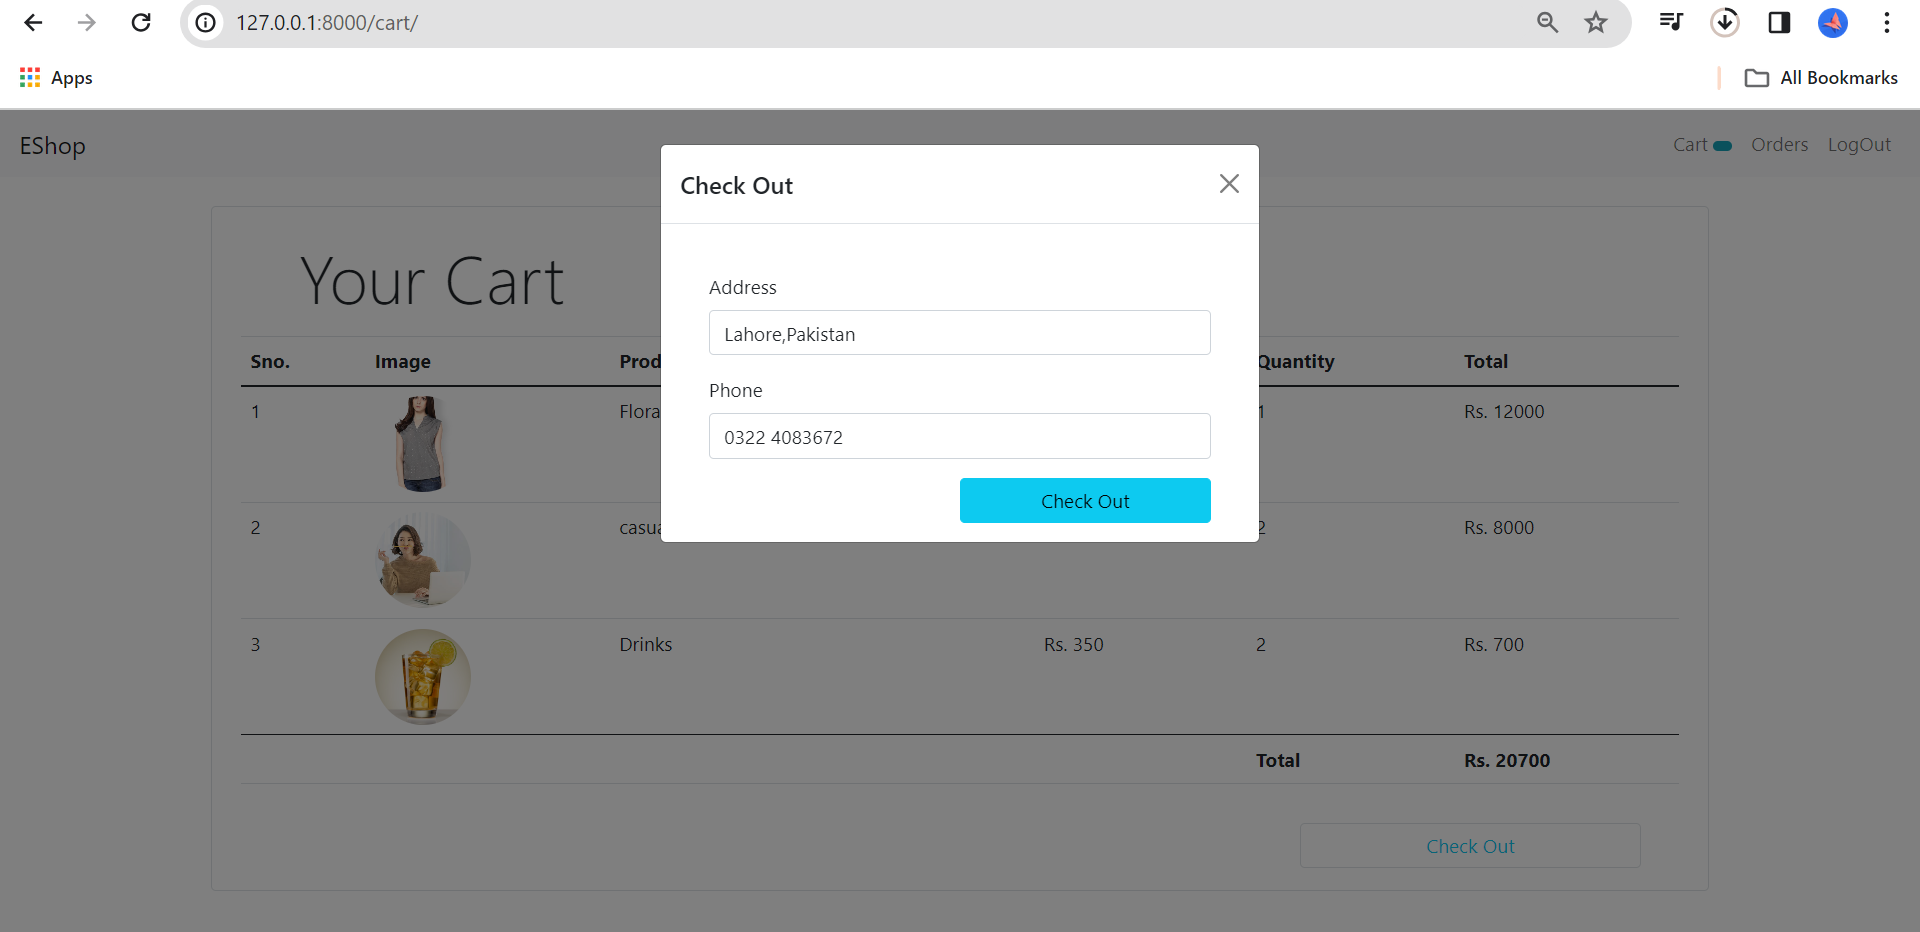 127.0.0.1:8000/cart/
Apps
All Bookmarks
EShop
Cart Orders LogOut
Check Out
Your Cart
Address
Lahore,Pakistan
Sno. Image Prod Quantity Total
Phone
1 Flora 1 Rs. 12000
0322 4083672
Check Out
2 casua 2 Rs. 8000
3 Drinks Rs. 350 2 Rs. 700
Total Rs. 20700
Check Out